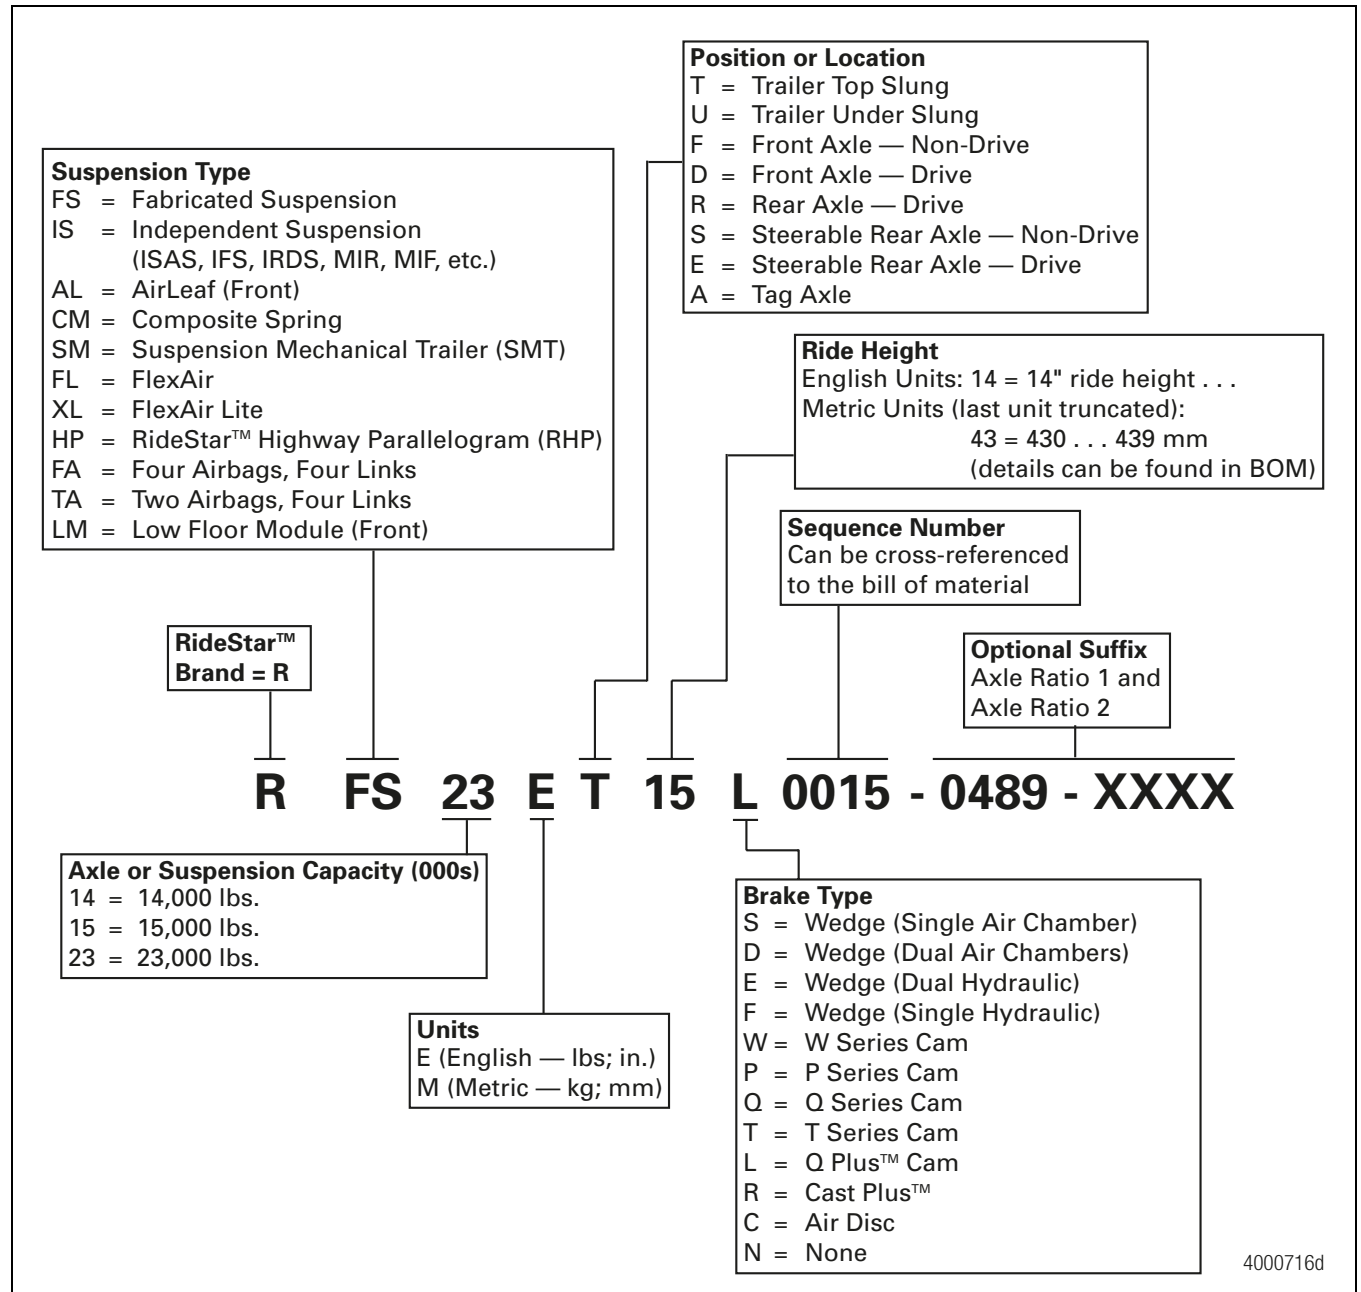 Position or Location
T = Trailer Top Slung
U = Trailer Under Slung
F = Front Axle — Non-Drive
D = Front Axle — Drive
R = Rear Axle — Drive
S = Steerable Rear Axle — Non-Drive
E = Steerable Rear Axle — Drive
A = Tag Axle
Suspension Type
FS = Fabricated Suspension
IS = Independent Suspension
(ISAS, IFS, IRDS, MIR, MIF, etc.)
AL = AirLeaf (Front)
CM = Composite Spring
SM = Suspension Mechanical Trailer (SMT)
FL = FlexAir
XL = FlexAir Lite
HP = RideStar™ Highway Parallelogram (RHP)
FA = Four Airbags, Four Links
TA = Two Airbags, Four Links
LM = Low Floor Module (Front)
Ride Height
English Units: 14 = 14" ride height . . .
Metric Units (last unit truncated):
43 = 430 . . . 439 mm
(details can be found in BOM)
Sequence Number
Can be cross-referenced
to the bill of material
RideStar™
Brand = R
Optional Suffix
Axle Ratio 1 and
Axle Ratio 2
R FS 23 E T 15 L 0015 - 0489 - XXXX
Axle or Suspension Capacity (000s)
14 = 14,000 lbs.
15 = 15,000 lbs.
23 = 23,000 lbs.
Units
E (English — lbs; in.)
M (Metric — kg; mm)
Brake Type
S = Wedge (Single Air Chamber)
D = Wedge (Dual Air Chambers)
E = Wedge (Dual Hydraulic)
F = Wedge (Single Hydraulic)
W = W Series Cam
P = P Series Cam
Q = Q Series Cam
T = T Series Cam
L = Q Plus™ Cam
R = Cast Plus™
C = Air Disc
N = None
4000716d